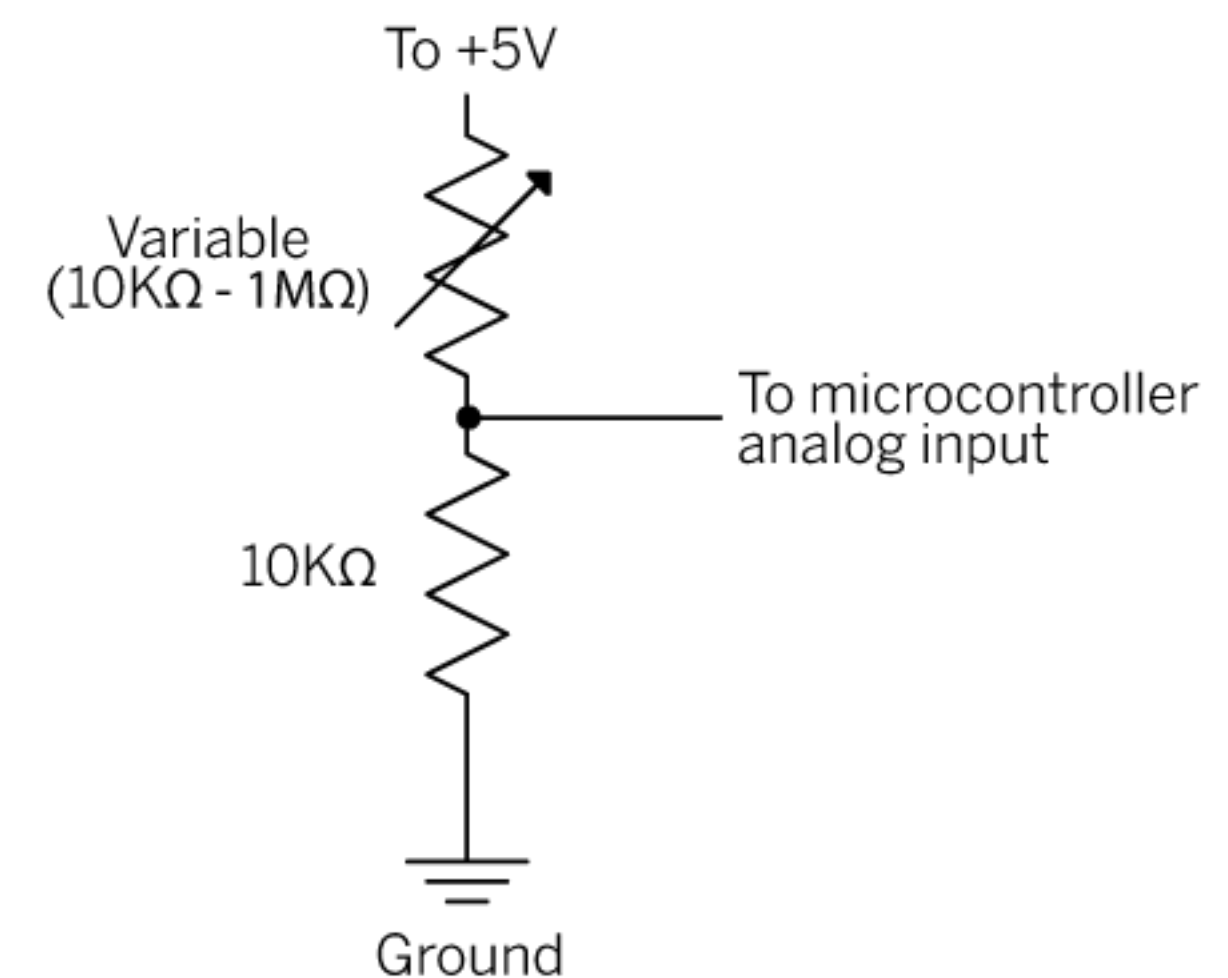 To +5V
Variable
(10KΩ - 1MΩ)
To microcontroller
analog input
10KΩ
Ground